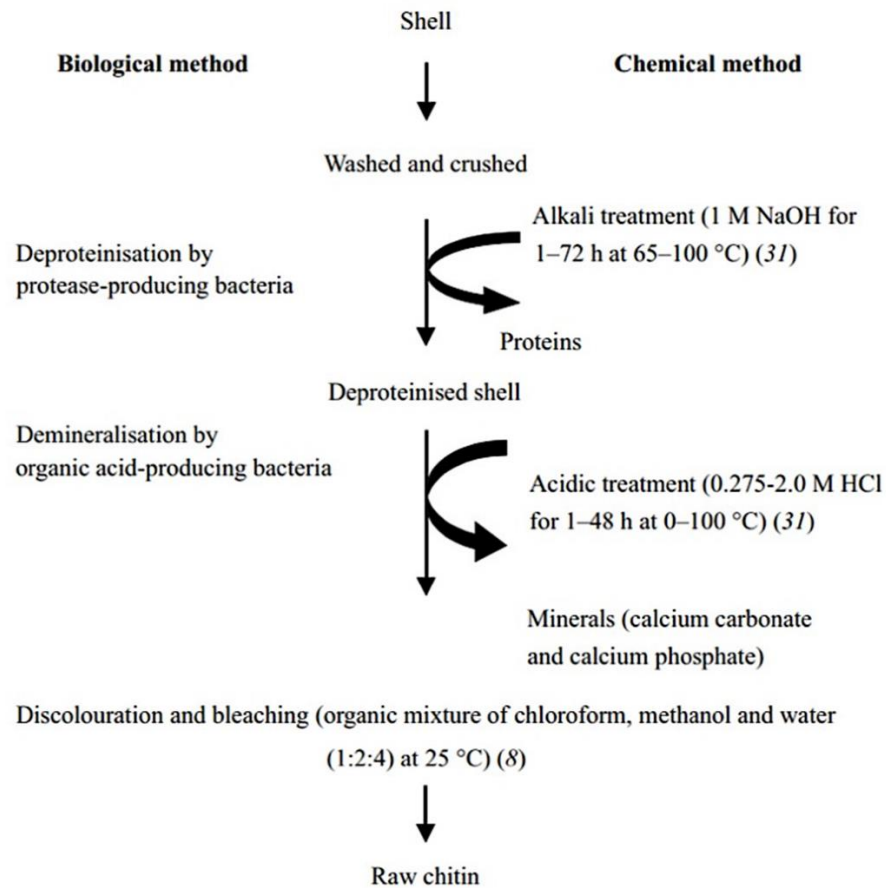 Shell
Biological method
Chemical method
Washed and crushed
Alkali treatment (1 M NaOH for
1–72 h at 65–100 °C) (31)
Deproteinisation by
protease-producing bacteria
Proteins
Deproteinised shell
Demineralisation by
organic acid-producing bacteria
Acidic treatment (0.275-2.0 M HCl
for 1–48 h at 0–100 °C) (31)
Minerals (calcium carbonate
and calcium phosphate)
Discolouration and bleaching (organic mixture of chloroform, methanol and water
(1:2:4) at 25 °C) (8)
Raw chitin